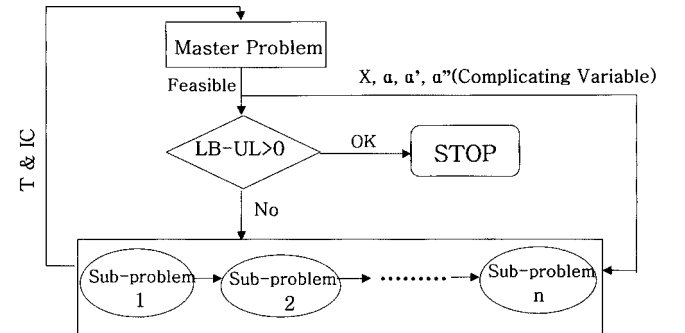 Master Problem
Feasible
X, a, a', a"(Complicating Variable)
LB-UL>0
OK
STOP
T & IC
No
Sub-problem
1
Sub-problem
2
.........
Sub-problem
n